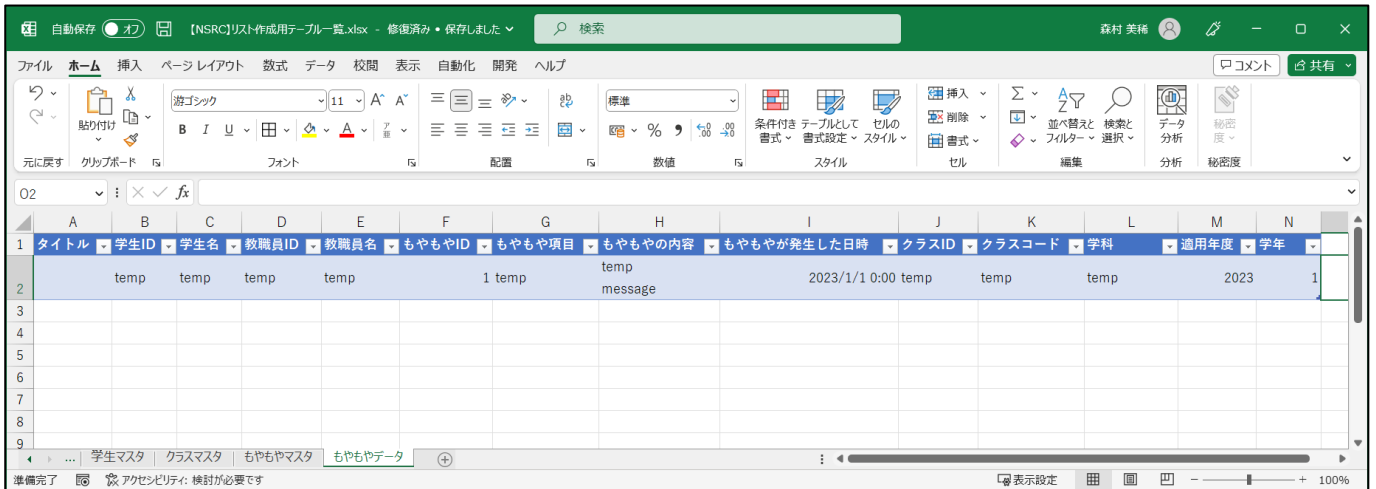 自動保存 オフ 【NSRC】リスト作成用テーブル一覧.xlsx - 修復済み • 保存しました 検索 森村 美稀
ファイル ホーム 挿入 ページ レイアウト 数式 データ 校閲 表示 自動化 開発 ヘルプ コメント 共有
貼り付け 游ゴシック 11 A^ A˅ ab 標準 条件付き 書式 テーブルとして 書式設定 セルの スタイル 挿入 削除 書式 並べ替えと フィルター 検索と 選択 データ 分析 秘密 度
B I U A ア 亜 %
元に戻す クリップボード フォント 配置 数値 スタイル セル 編集 分析 秘密度
O2 fx
A B C D E F G H I J K L M N
1 タイトル 学生ID 学生名 教職員ID 教職員名 もやもやID もやもや項目 もやもやの内容 もやもやが発生した日時 クラスID クラスコード 学科 適用年度 学年
2 temp temp temp temp 1 temp temp message 2023/1/1 0:00 temp temp temp 2023 1
3
4
5
6
7
8
9
... 学生マスタ クラスマスタ もやもやマスタ もやもやデータ
準備完了 アクセシビリティ: 検討が必要です 表示設定 - + 100%